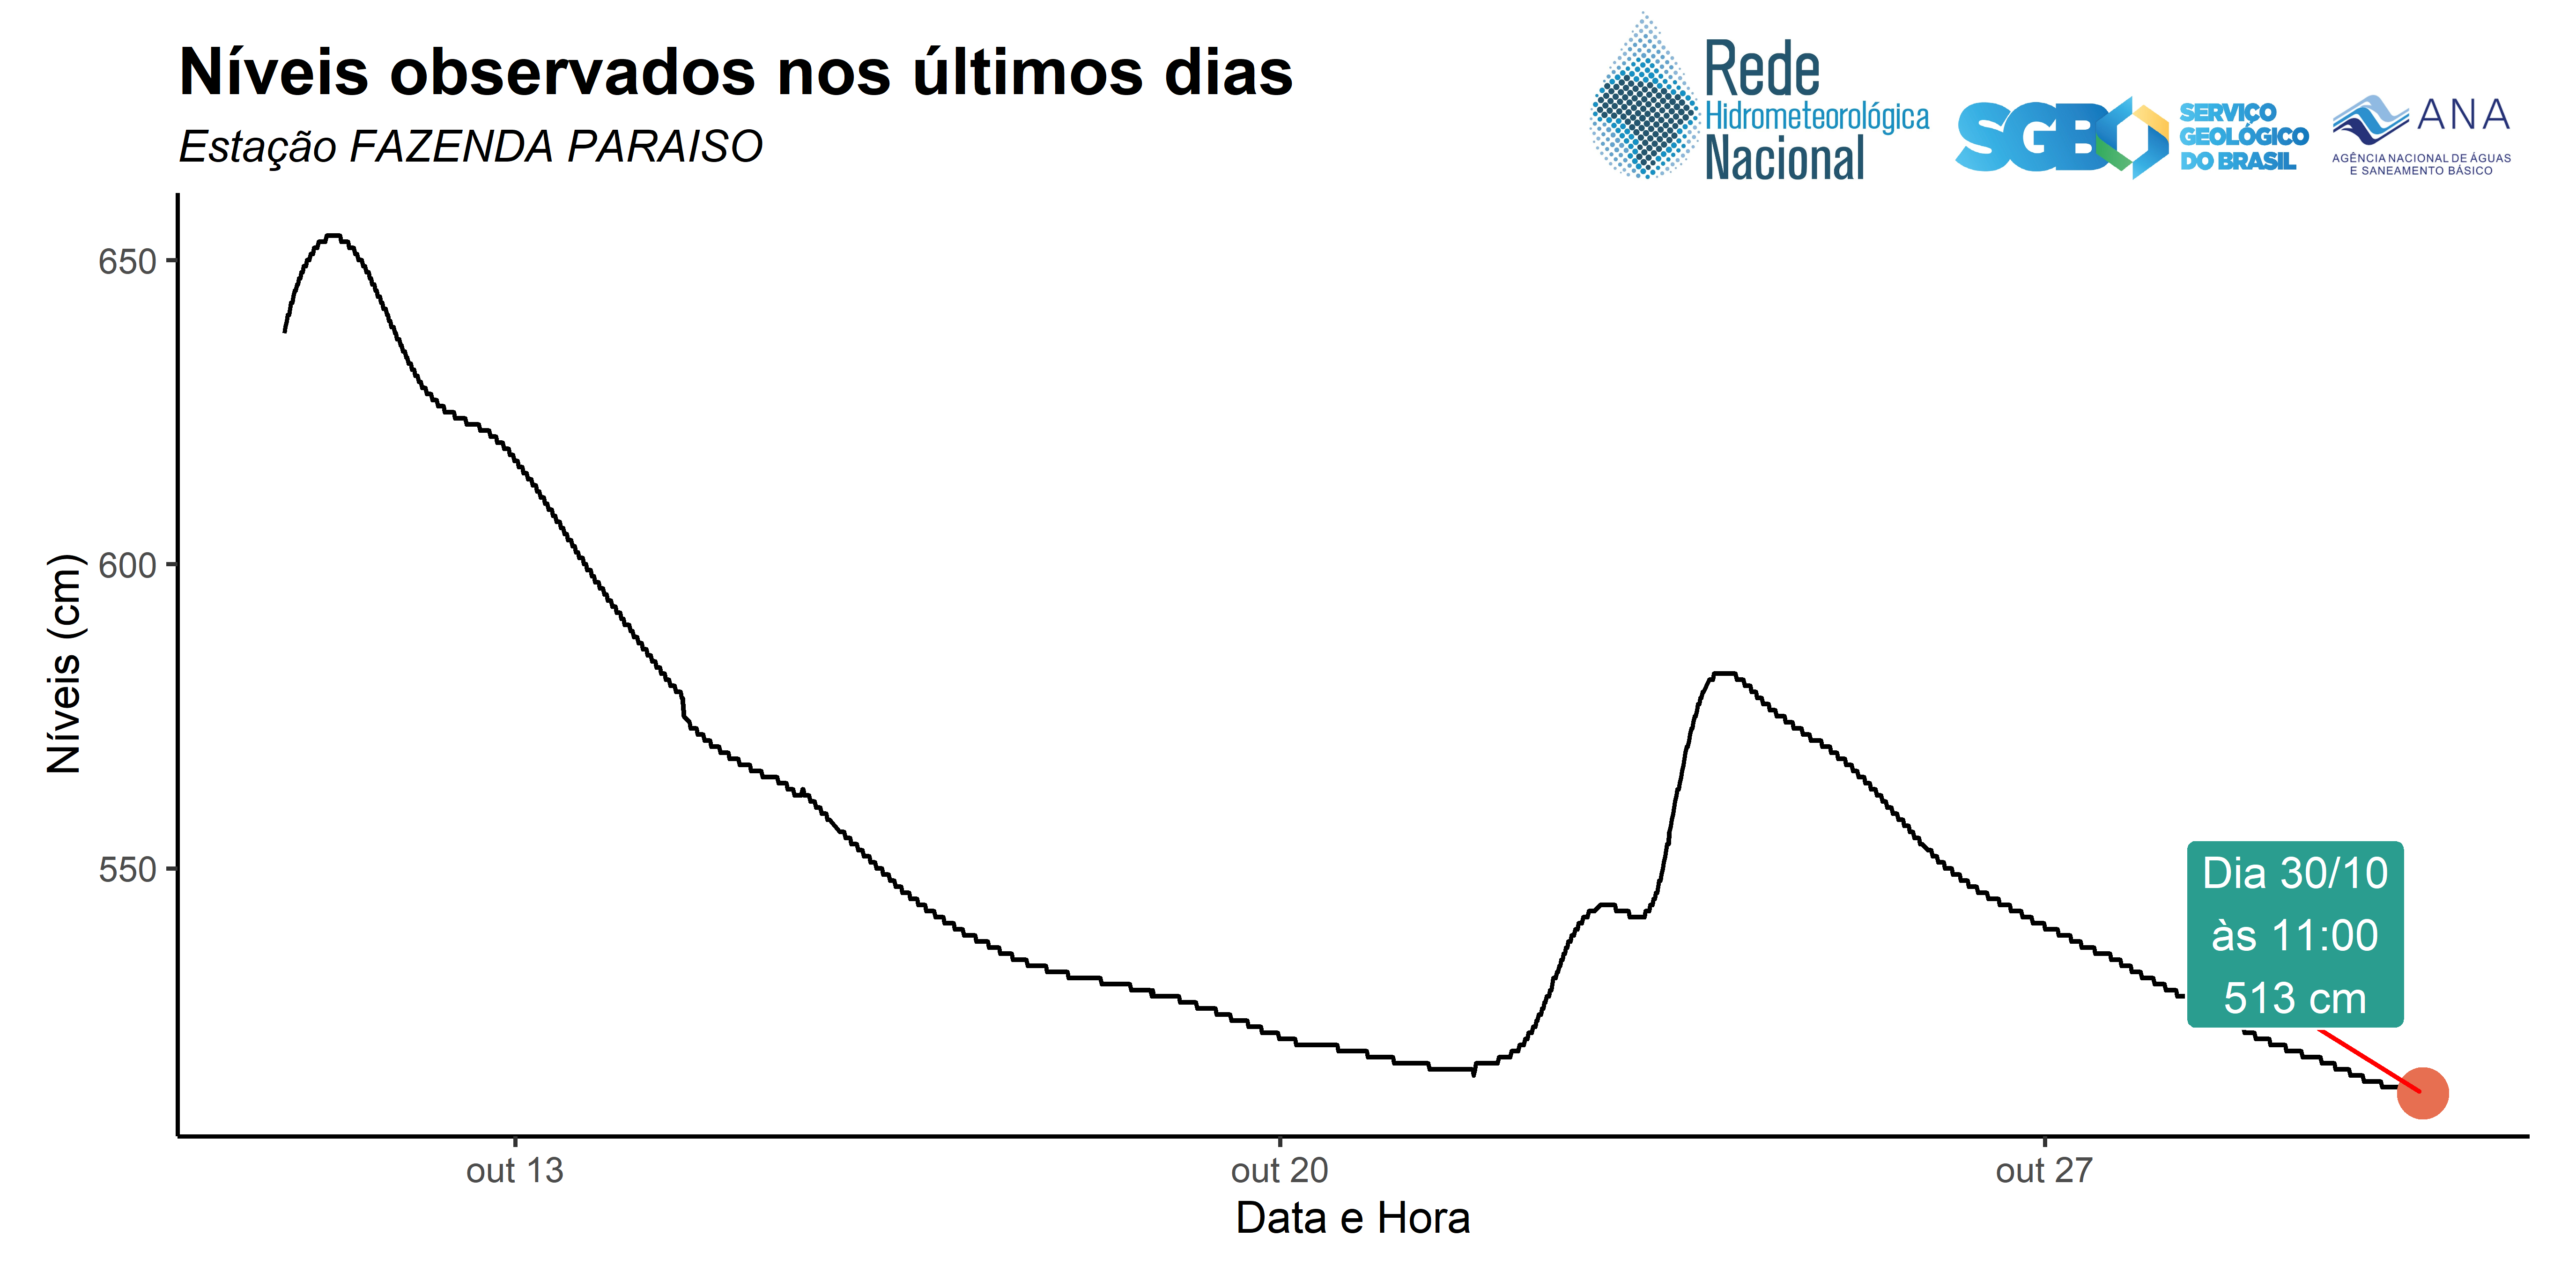 Níveis observados nos últimos dias
Estação FAZENDA PARAISO
Rede
Hidrometeorológica
Nacional
SGB
SERVIÇO
GEOLÓGICO
DO BRASIL
ANA
AGÊNCIA NACIONAL DE ÁGUAS
E SANEAMENTO BÁSICO
Níveis (cm)
650
600
550
Dia 30/10
às 11:00
513 cm
out 13
out 20
out 27
Data e Hora